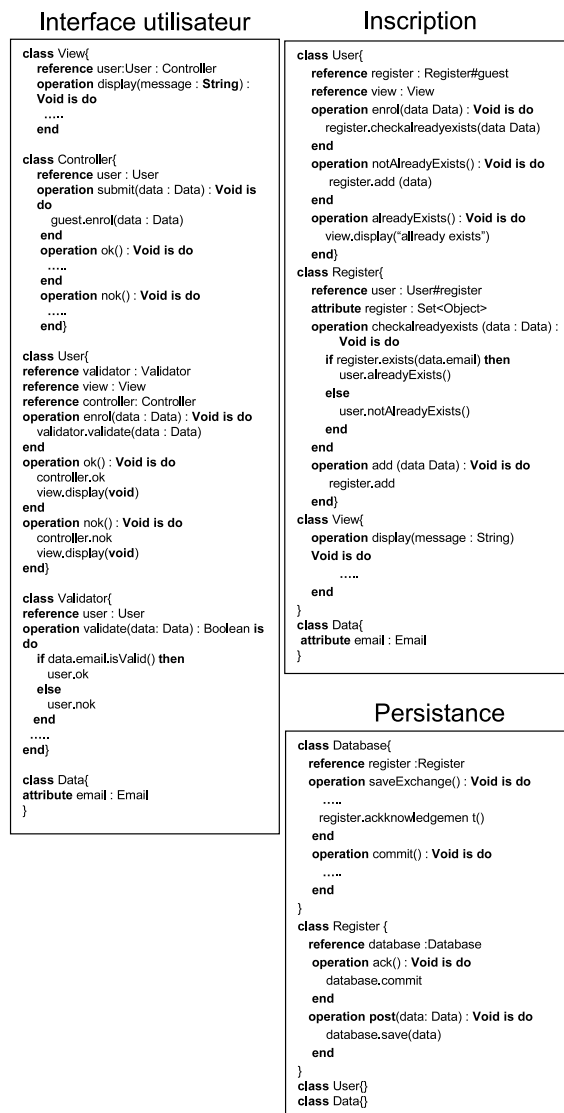 Interface utilisateur
class View{
reference user:User : Controller
operation display(message : String) :
Void is do
.....
end
class Controller{
reference user : User
operation submit(data : Data) : Void is
do
guest.enrol(data : Data)
end
operation ok() : Void is do
.....
end
operation nok() : Void is do
.....
end}
class User{
reference validator : Validator
reference view : View
reference controller: Controller
operation enrol(data : Data) : Void is do
validator.validate(data : Data)
end
operation ok() : Void is do
controller.ok
view.display(void)
end
operation nok() : Void is do
controller.nok
view.display(void)
end}
class Validator{
reference user : User
operation validate(data: Data) : Boolean is
do
if data.email.isValid() then
user.ok
else
user.nok
end
.....
end}
class Data{
attribute email : Email
}
Inscription
class User{
reference register : Register#guest
reference view : View
operation enrol(data Data) : Void is do
register.checkalreadyexists(data Data)
end
operation notAlreadyExists() : Void is do
register.add (data)
end
operation alreadyExists() : Void is do
view.display(“allready exists”)
end}
class Register{
reference user : User#register
attribute register : Set<Object>
operation checkalreadyexists (data : Data) :
Void is do
if register.exists(data.email) then
user.alreadyExists()
else
user.notAlreadyExists()
end
end
operation add (data Data) : Void is do
register.add
end}
class View{
operation display(message : String)
Void is do
.....
end
}
class Data{
attribute email : Email
}
Persistance
class Database{
reference register :Register
operation saveExchange() : Void is do
.....
register.ackknowledgemen t()
end
operation commit() : Void is do
.....
end
}
class Register {
reference database :Database
operation ack() : Void is do
database.commit
end
operation post(data: Data) : Void is do
database.save(data)
end
}
class User{}
class Data{}